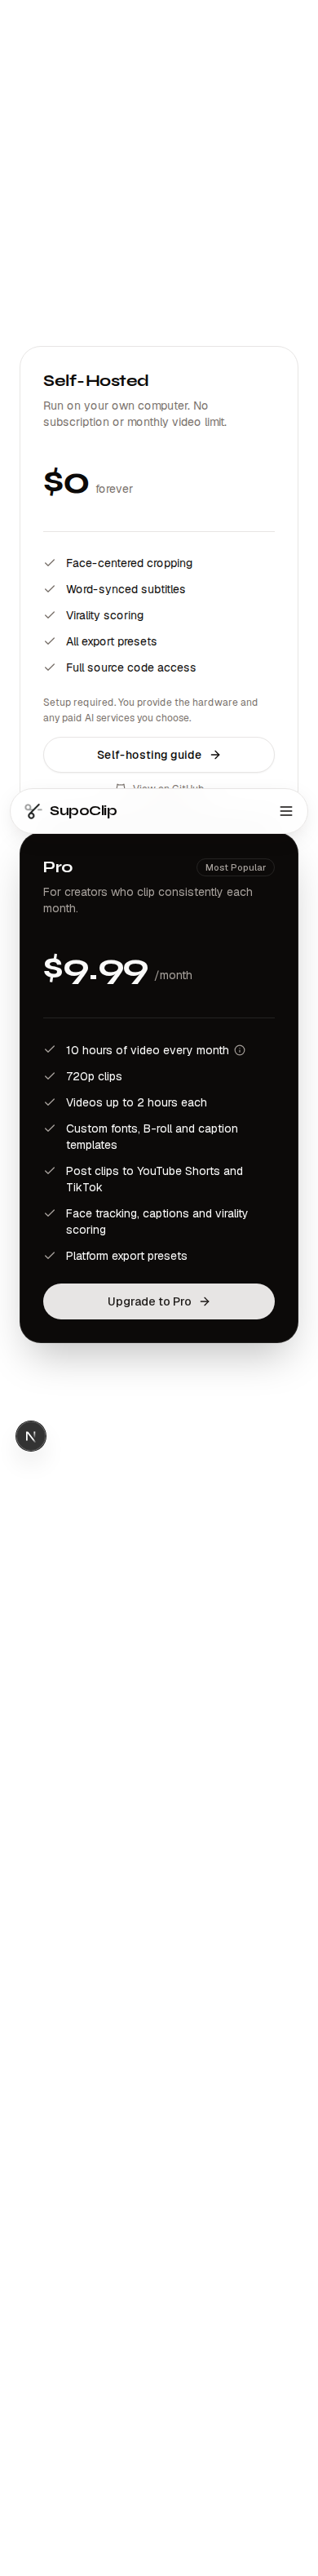 Self-Hosted
Run on your own computer. No
subscription or monthly video limit.
$0 forever
Face-centered cropping
Word-synced subtitles
Virality scoring
All export presets
Full source code access
Setup required. You provide the hardware and
any paid AI services you choose.
Self-hosting guide
View on GitHub
SupoClip
Pro
Most Popular
For creators who clip consistently each
month.
$9.99 /month
10 hours of video every month
720p clips
Videos up to 2 hours each
Custom fonts, B-roll and caption
templates
Post clips to YouTube Shorts and
TikTok
Face tracking, captions and virality
scoring
Platform export presets
Upgrade to Pro
N